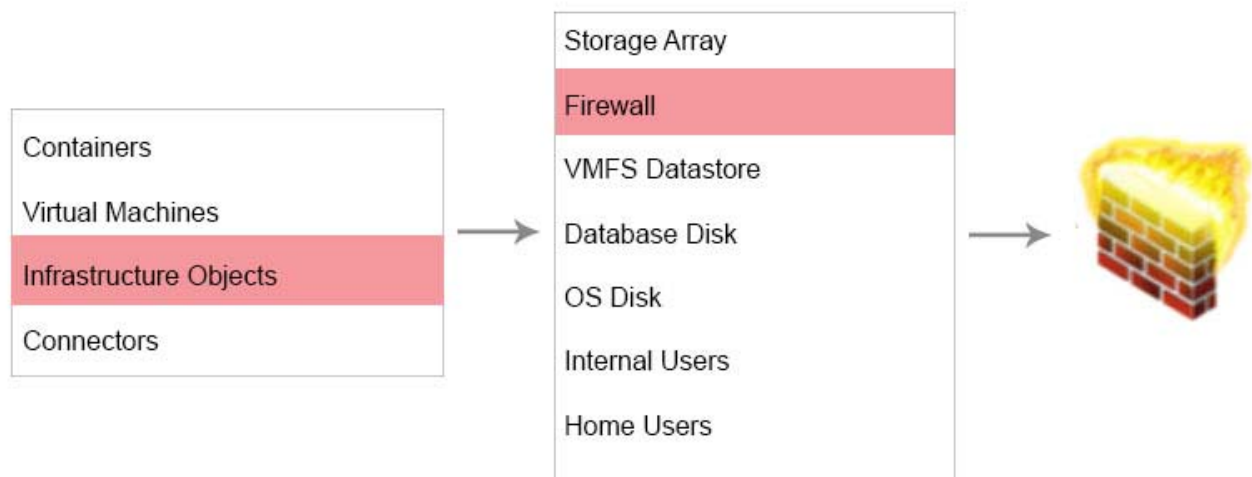 Containers
Virtual Machines
Infrastructure Objects
Connectors
Storage Array
Firewall
VMFS Datastore
Database Disk
OS Disk
Internal Users
Home Users